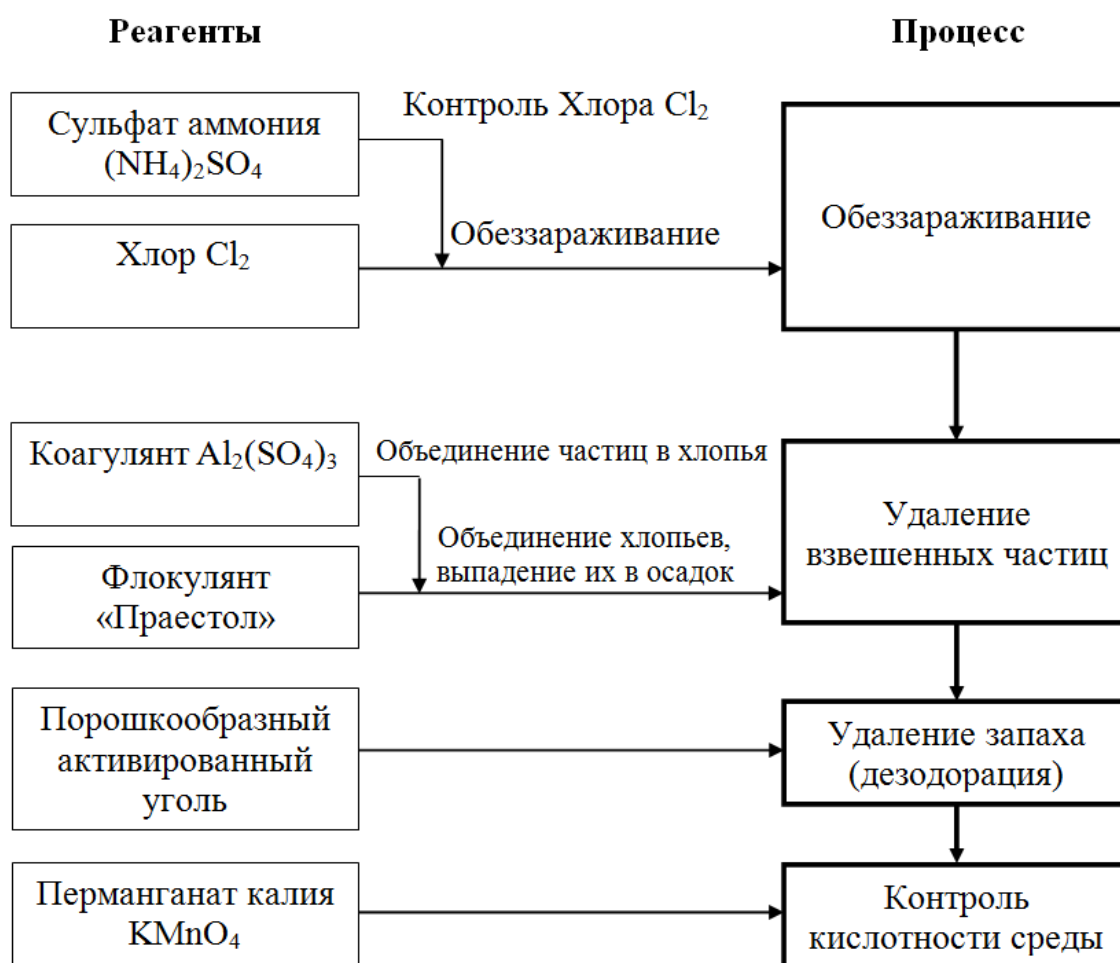 Реагенты
Процесс
Сульфат аммония
(NH₄)₂SO₄
Контроль Хлора Cl₂
Хлор Cl₂
Обеззараживание
Обеззараживание
Коагулянт Al₂(SO₄)₃
Объединение частиц в хлопья
Объединение хлопьев,
выпадение их в осадок
Флокулянт
«Праестол»
Удаление
взвешенных частиц
Порошкообразный
активированный
уголь
Удаление запаха
(дезодорация)
Перманганат калия
KMnO₄
Контроль
кислотности среды